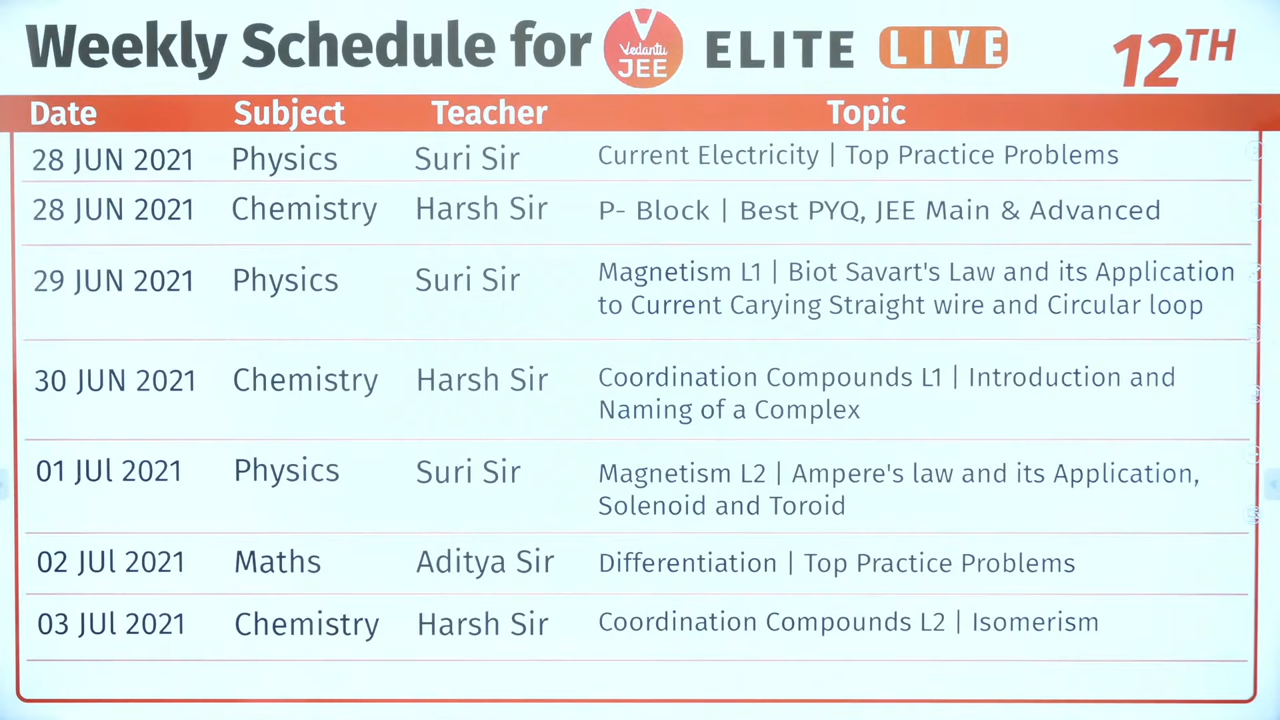 Weekly Schedule for Vedantu JEE ELITE LIVE 12TH
Date Subject Teacher Topic
28 JUN 2021 Physics Suri Sir Current Electricity | Top Practice Problems
28 JUN 2021 Chemistry Harsh Sir P- Block | Best PYQ, JEE Main & Advanced
29 JUN 2021 Physics Suri Sir Magnetism L1 | Biot Savart's Law and its Application
to Current Carying Straight wire and Circular loop
30 JUN 2021 Chemistry Harsh Sir Coordination Compounds L1 | Introduction and
Naming of a Complex
01 JUl 2021 Physics Suri Sir Magnetism L2 | Ampere's law and its Application,
Solenoid and Toroid
02 JUl 2021 Maths Aditya Sir Differentiation | Top Practice Problems
03 JUl 2021 Chemistry Harsh Sir Coordination Compounds L2 | Isomerism